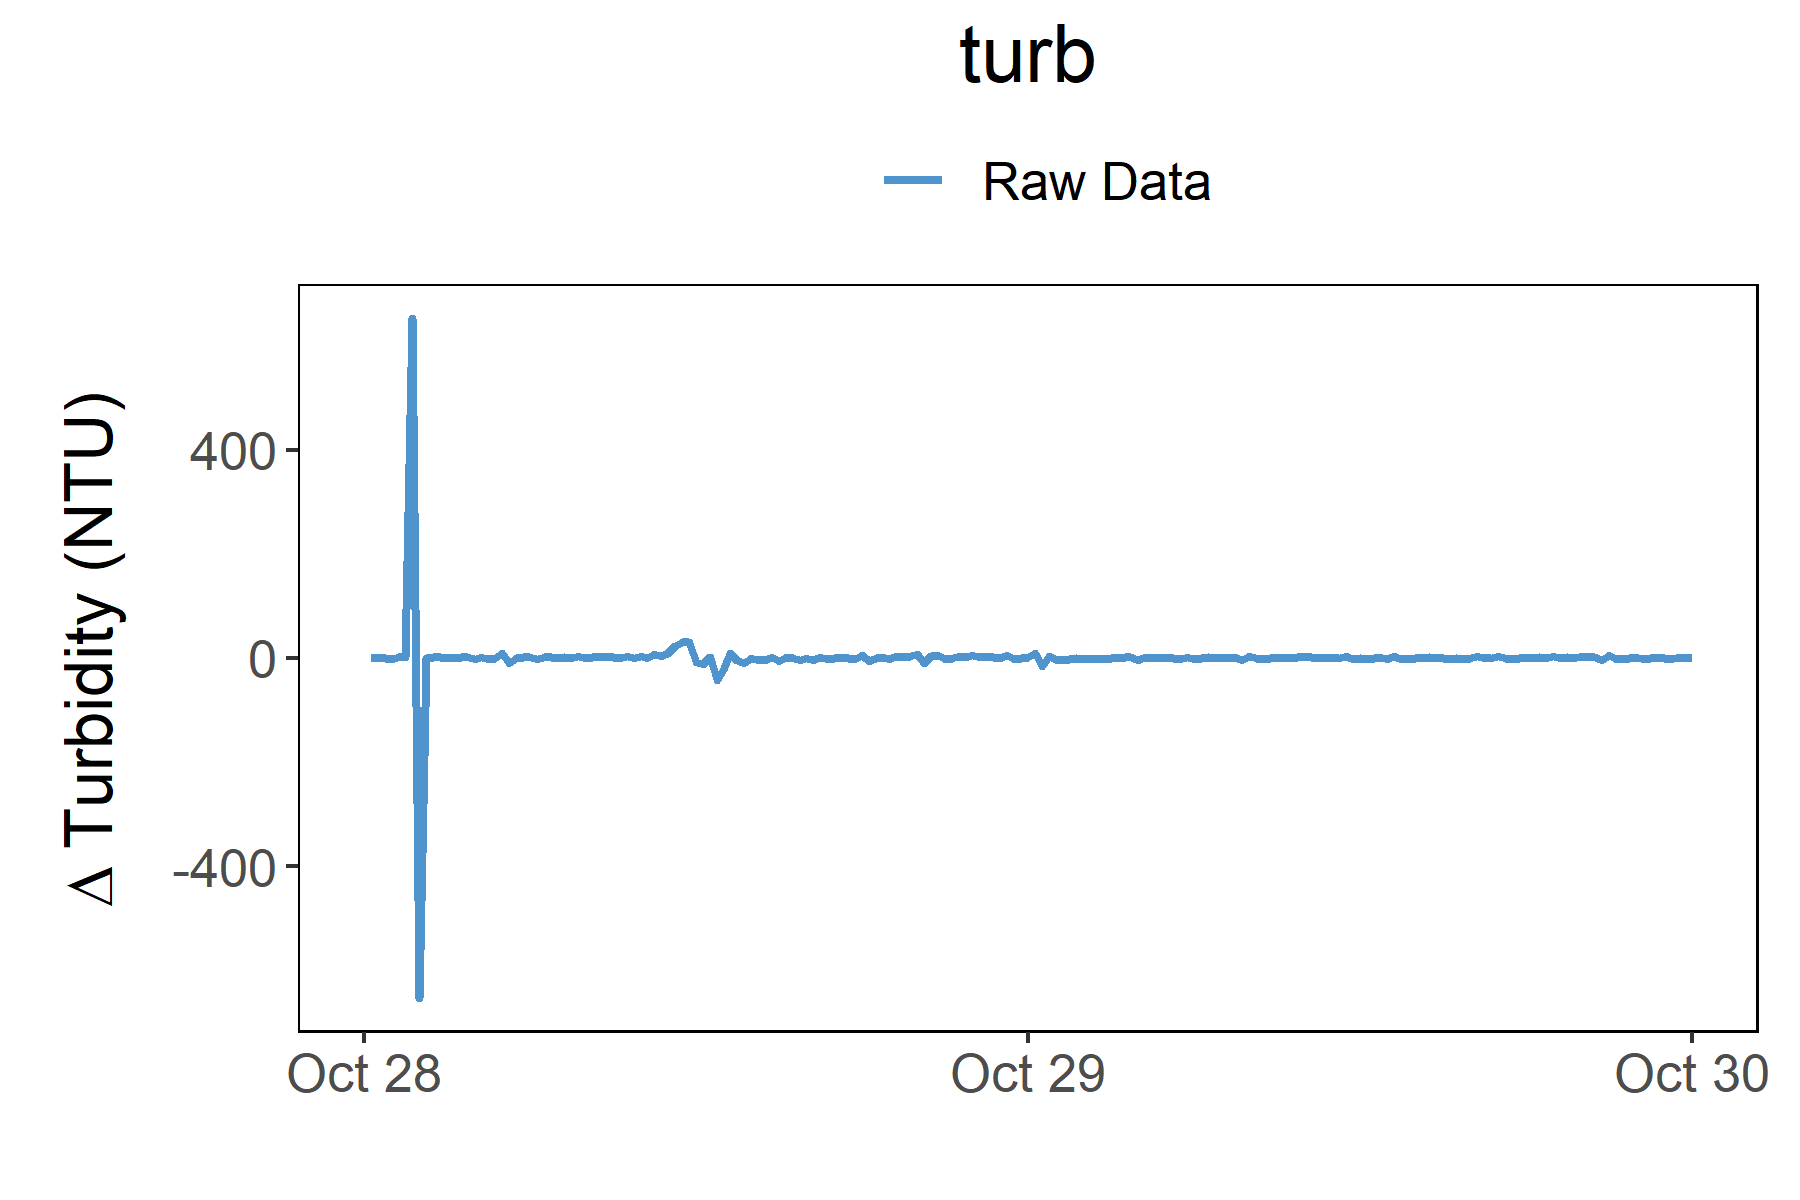 turb
Raw Data
Δ Turbidity (NTU)
400
0
-400
Oct 28
Oct 29
Oct 30